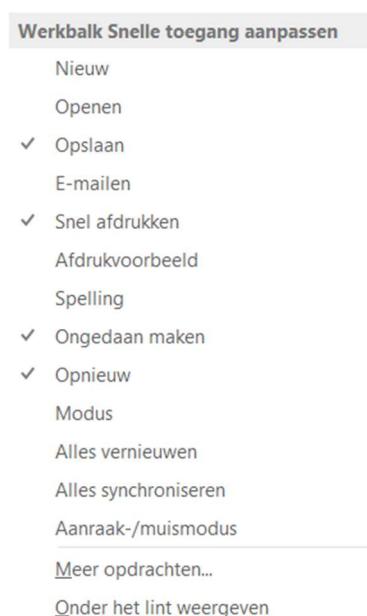 Werkbalk Snelle toegang aanpassen
Nieuw
Openen
Opslaan
E-mailen
Snel afdrukken
Afdrukvoorbeeld
Spelling
Ongedaan maken
Opnieuw
Modus
Alles vernieuwen
Alles synchroniseren
Aanraak-/muismodus
Meer opdrachten...
Onder het lint weergeven